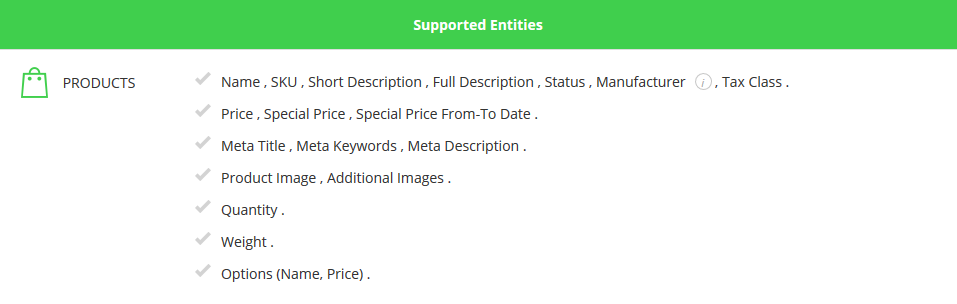 Supported Entities
PRODUCTS
Name , SKU , Short Description , Full Description , Status , Manufacturer i , Tax Class .
Price , Special Price , Special Price From-To Date .
Meta Title , Meta Keywords , Meta Description .
Product Image , Additional Images .
Quantity .
Weight .
Options (Name, Price) .